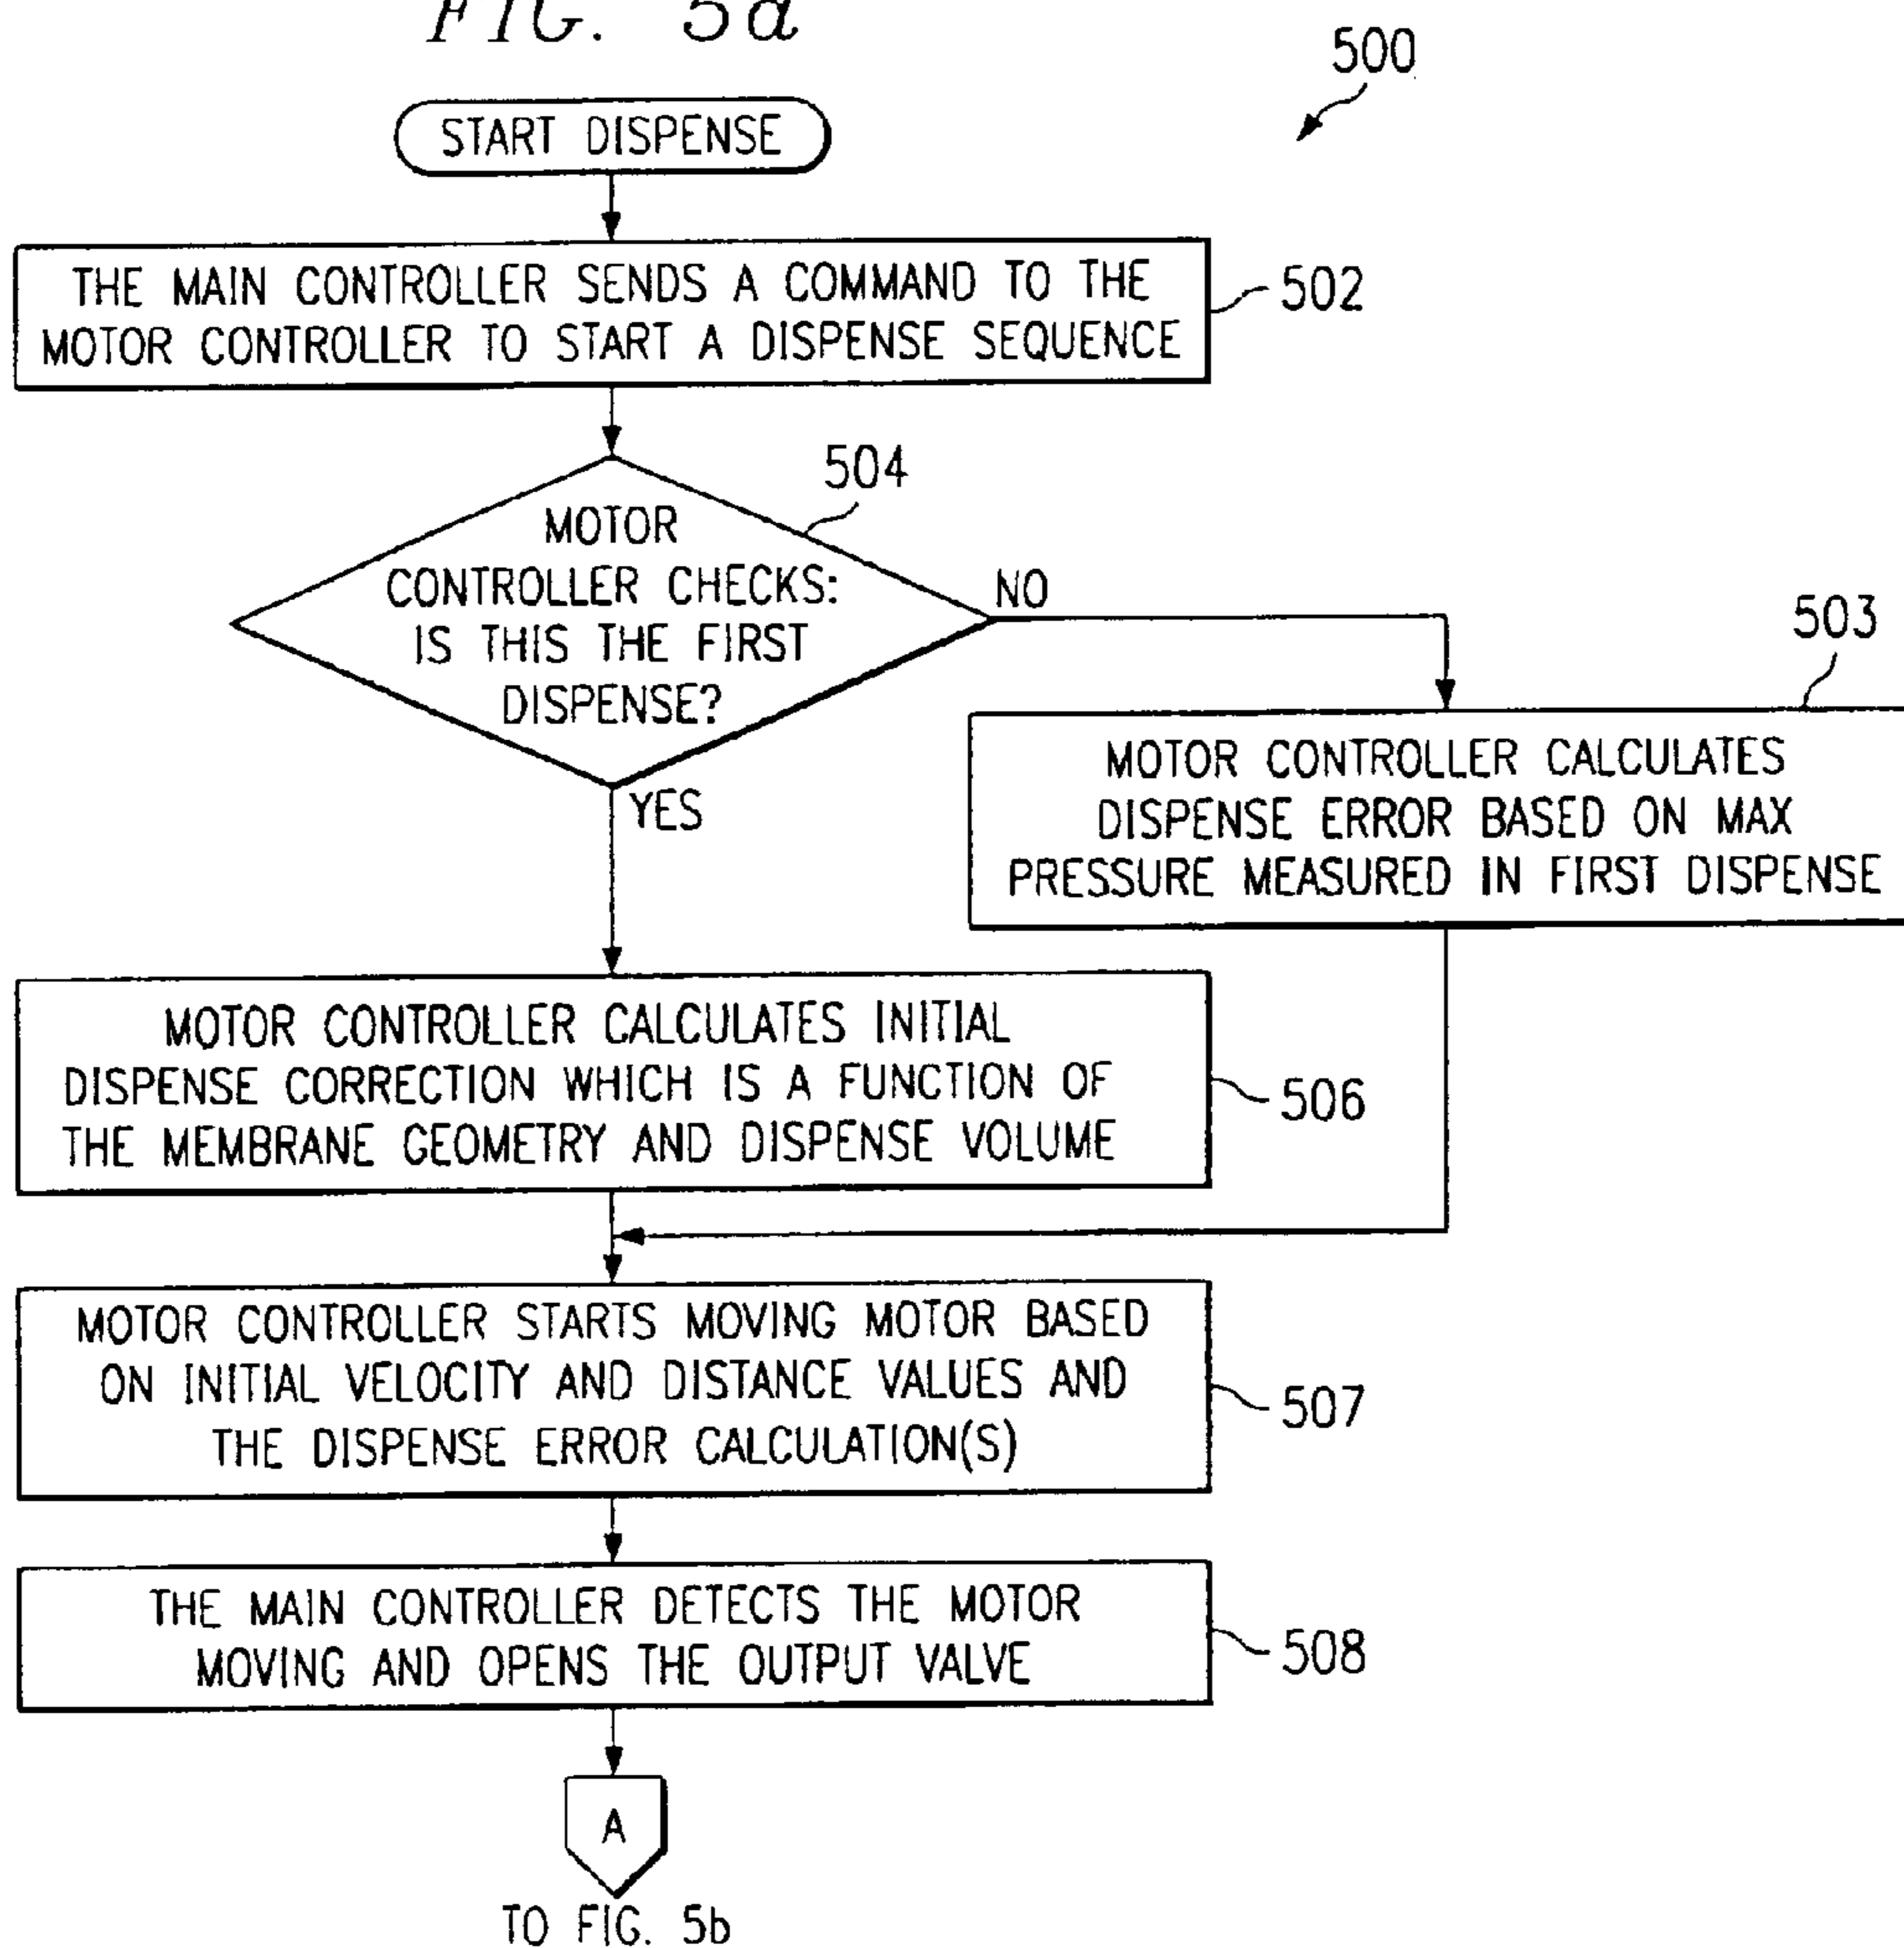 FIG. 5a
500
START DISPENSE
THE MAIN CONTROLLER SENDS A COMMAND TO THE
MOTOR CONTROLLER TO START A DISPENSE SEQUENCE
502
504
MOTOR
CONTROLLER CHECKS:
IS THIS THE FIRST
DISPENSE?
NO
YES
503
MOTOR CONTROLLER CALCULATES
DISPENSE ERROR BASED ON MAX
PRESSURE MEASURED IN FIRST DISPENSE
MOTOR CONTROLLER CALCULATES INITIAL
DISPENSE CORRECTION WHICH IS A FUNCTION OF
THE MEMBRANE GEOMETRY AND DISPENSE VOLUME
506
MOTOR CONTROLLER STARTS MOVING MOTOR BASED
ON INITIAL VELOCITY AND DISTANCE VALUES AND
THE DISPENSE ERROR CALCULATION(S)
507
THE MAIN CONTROLLER DETECTS THE MOTOR
MOVING AND OPENS THE OUTPUT VALVE
508
A
TO FIG. 5b